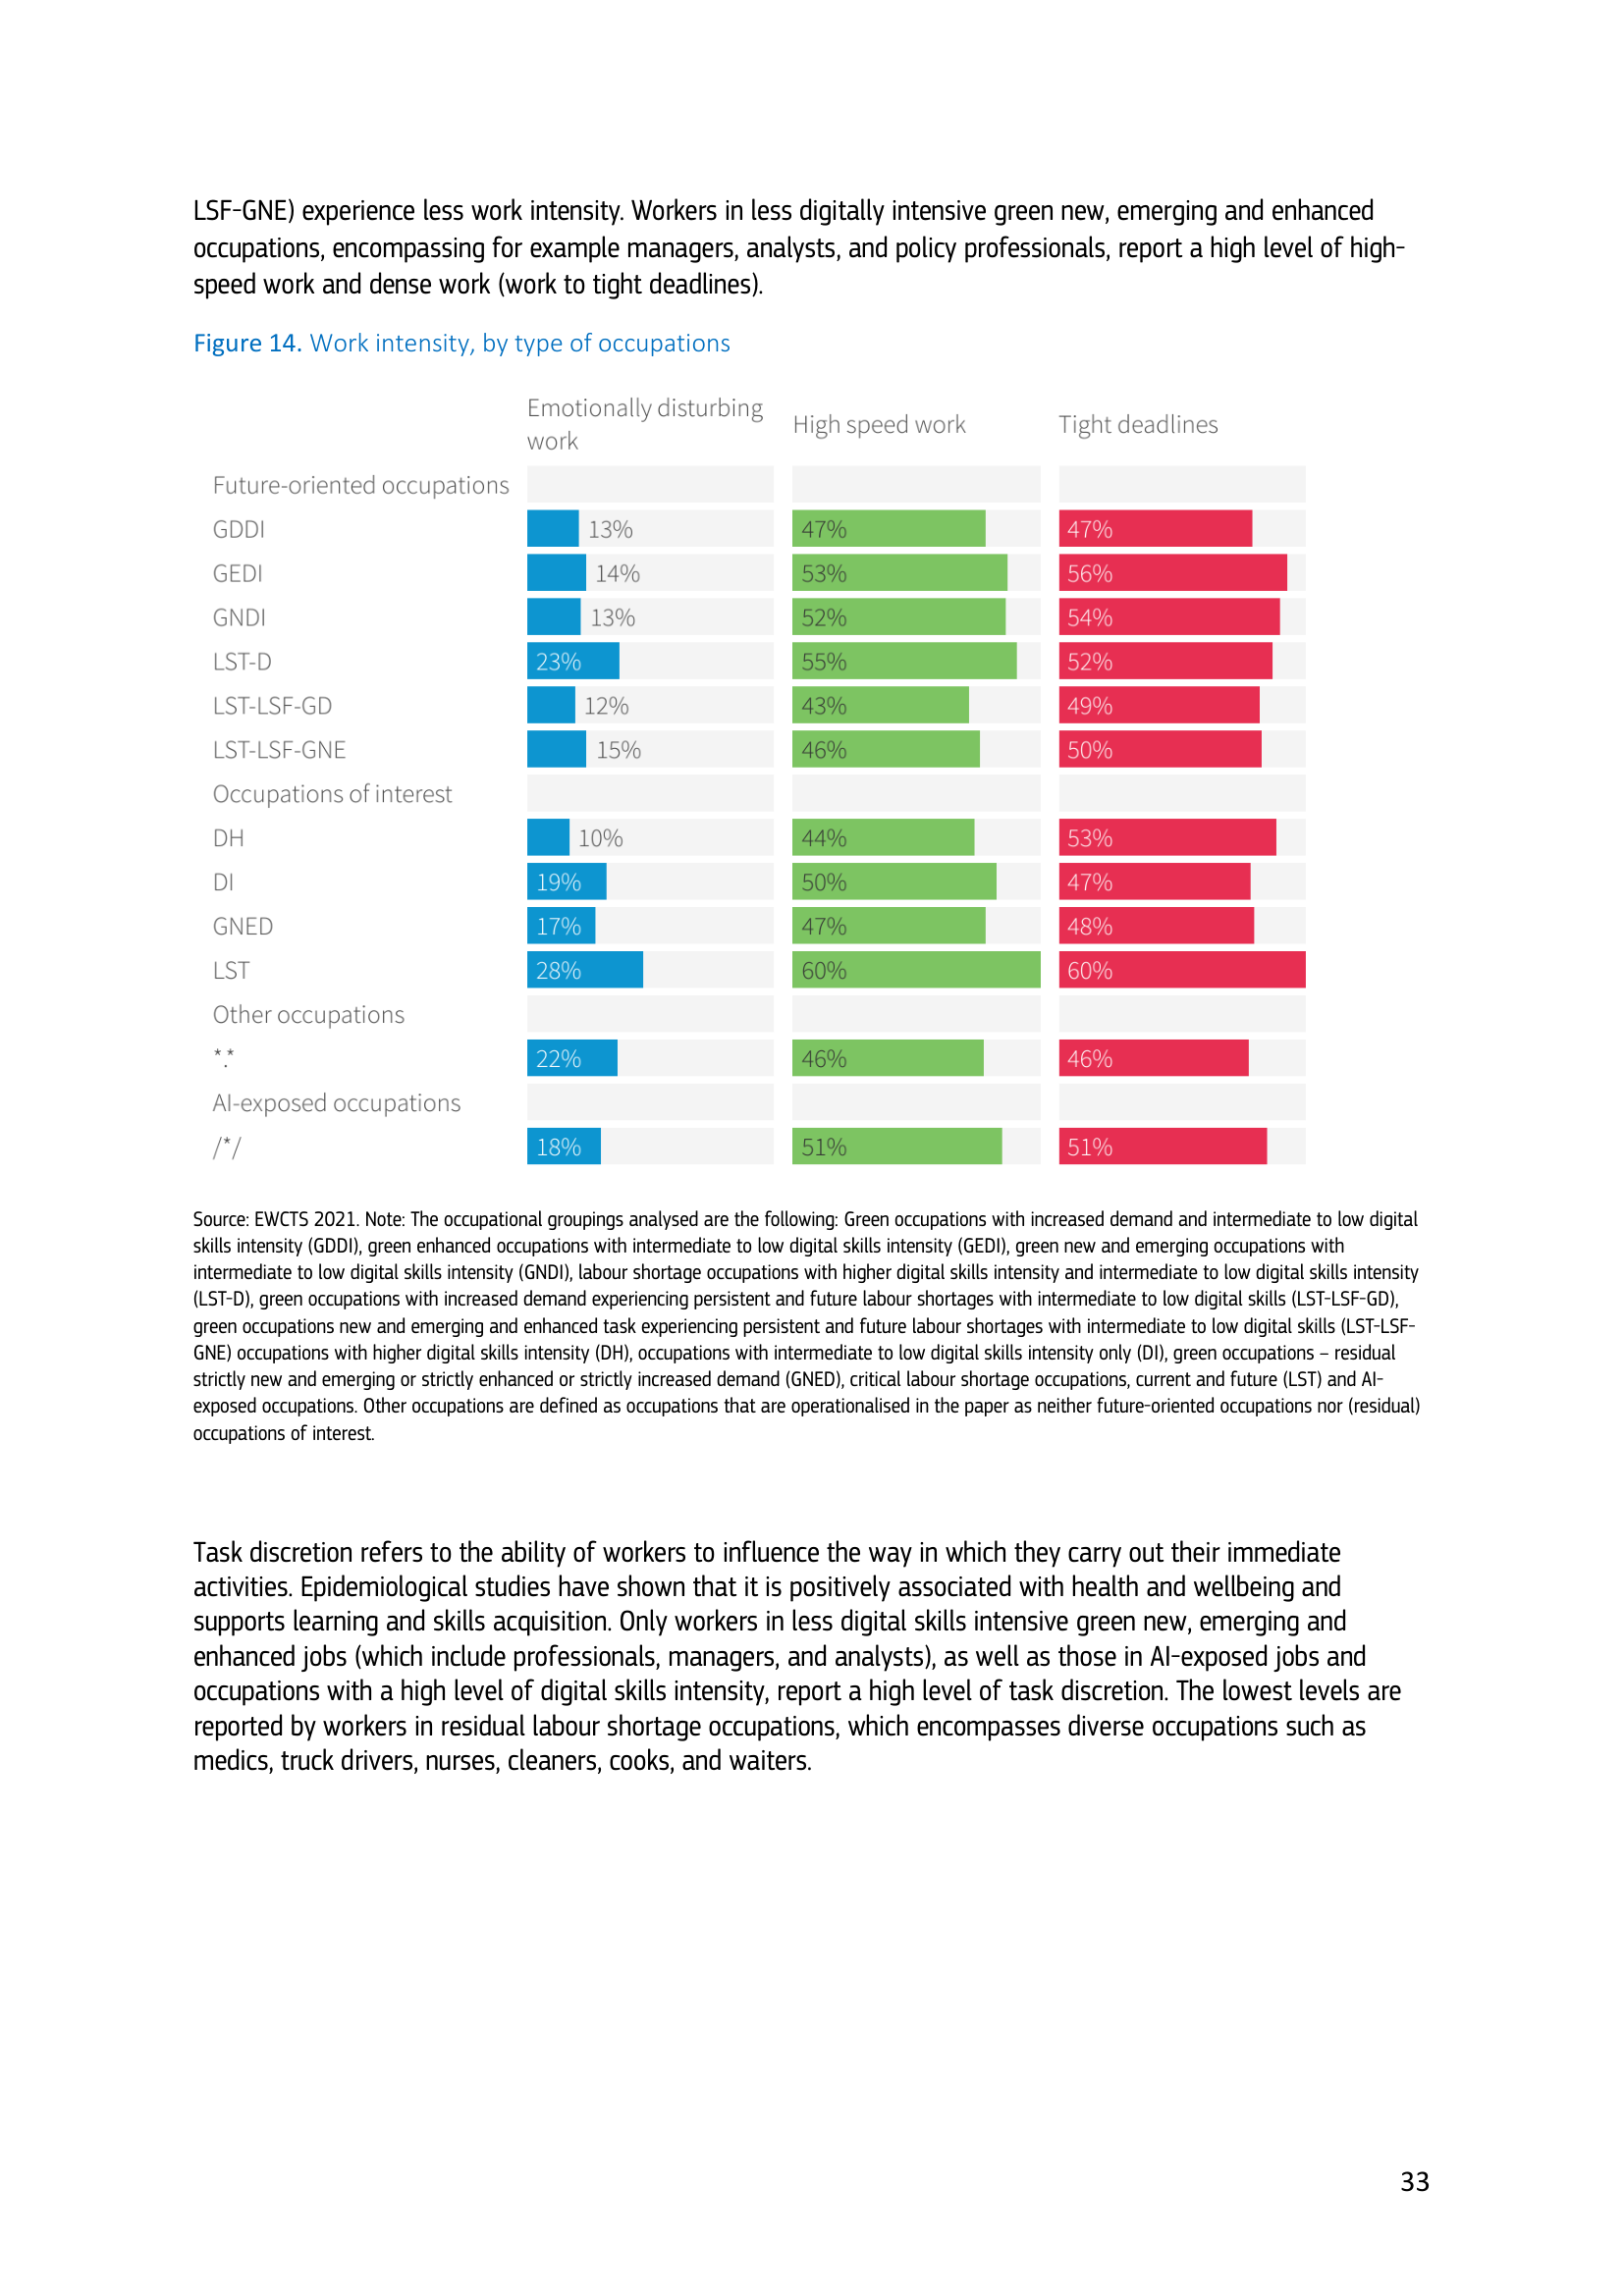 LSF-GNE) experience less work intensity. Workers in less digitally intensive green new, emerging and enhanced
occupations, encompassing for example managers, analysts, and policy professionals, report a high level of high-
speed work and dense work (work to tight deadlines).
Figure 14. Work intensity, by type of occupations
Emotionally disturbing
work
High speed work
Tight deadlines
Future-oriented occupations
GDDI 13% 47% 47%
GEDI 14% 53% 56%
GNDI 13% 52% 54%
LST-D 23% 55% 52%
LST-LSF-GD 12% 43% 49%
LST-LSF-GNE 15% 46% 50%
Occupations of interest
DH 10% 44% 53%
DI 19% 50% 47%
GNED 17% 47% 48%
LST 28% 60% 60%
Other occupations
*.* 22% 46% 46%
AI-exposed occupations
/*/ 18% 51% 51%
Source: EWCTS 2021. Note: The occupational groupings analysed are the following: Green occupations with increased demand and intermediate to low digital
skills intensity (GDDI), green enhanced occupations with intermediate to low digital skills intensity (GEDI), green new and emerging occupations with
intermediate to low digital skills intensity (GNDI), labour shortage occupations with higher digital skills intensity and intermediate to low digital skills intensity
(LST-D), green occupations with increased demand experiencing persistent and future labour shortages with intermediate to low digital skills (LST-LSF-GD),
green occupations new and emerging and enhanced task experiencing persistent and future labour shortages with intermediate to low digital skills (LST-LSF-
GNE) occupations with higher digital skills intensity (DH), occupations with intermediate to low digital skills intensity only (DI), green occupations – residual
strictly new and emerging or strictly enhanced or strictly increased demand (GNED), critical labour shortage occupations, current and future (LST) and AI-
exposed occupations. Other occupations are defined as occupations that are operationalised in the paper as neither future-oriented occupations nor (residual)
occupations of interest.
Task discretion refers to the ability of workers to influence the way in which they carry out their immediate
activities. Epidemiological studies have shown that it is positively associated with health and wellbeing and
supports learning and skills acquisition. Only workers in less digital skills intensive green new, emerging and
enhanced jobs (which include professionals, managers, and analysts), as well as those in AI-exposed jobs and
occupations with a high level of digital skills intensity, report a high level of task discretion. The lowest levels are
reported by workers in residual labour shortage occupations, which encompasses diverse occupations such as
medics, truck drivers, nurses, cleaners, cooks, and waiters.
33